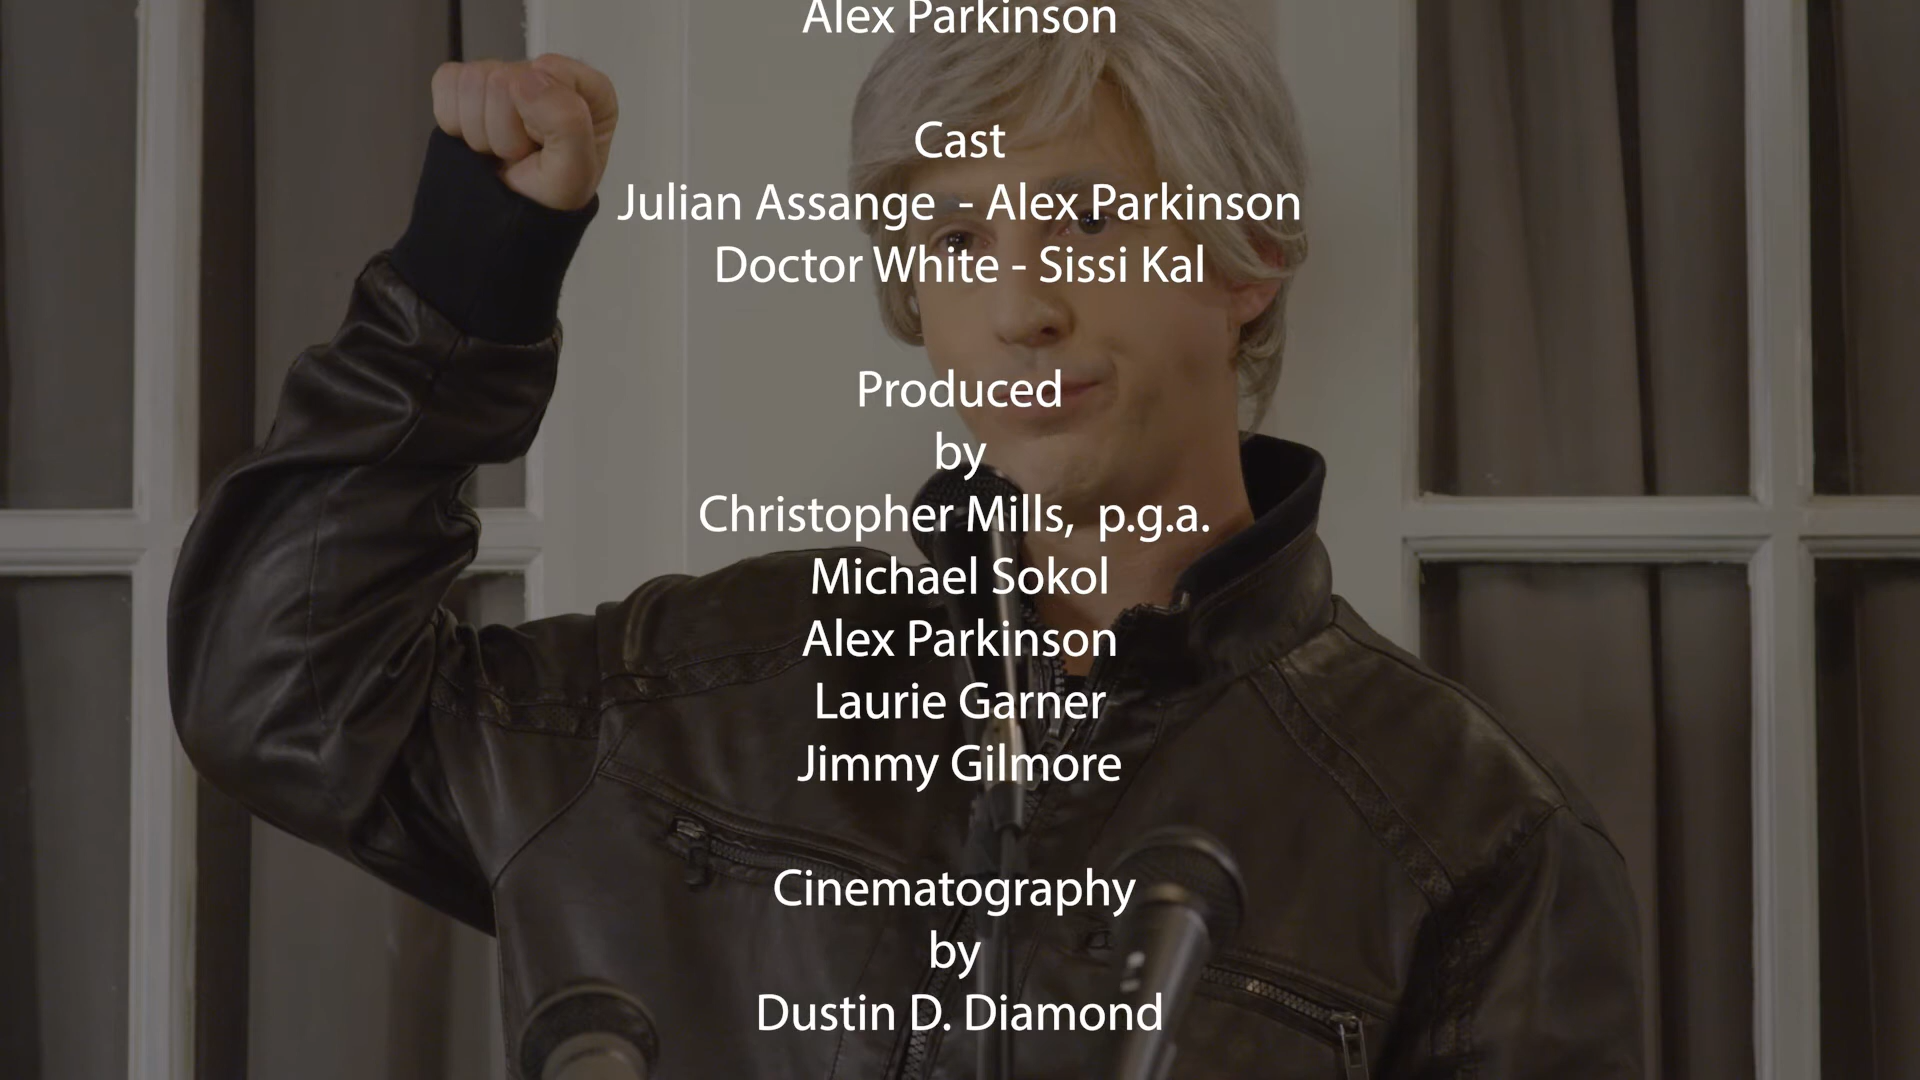 Alex Parkinson
Cast
Julian Assange - Alex Parkinson
Doctor White - Sissi Kal
Produced
by
Christopher Mills, p.g.a.
Michael Sokol
Alex Parkinson
Laurie Garner
Jimmy Gilmore
Cinematography
by
Dustin D. Diamond